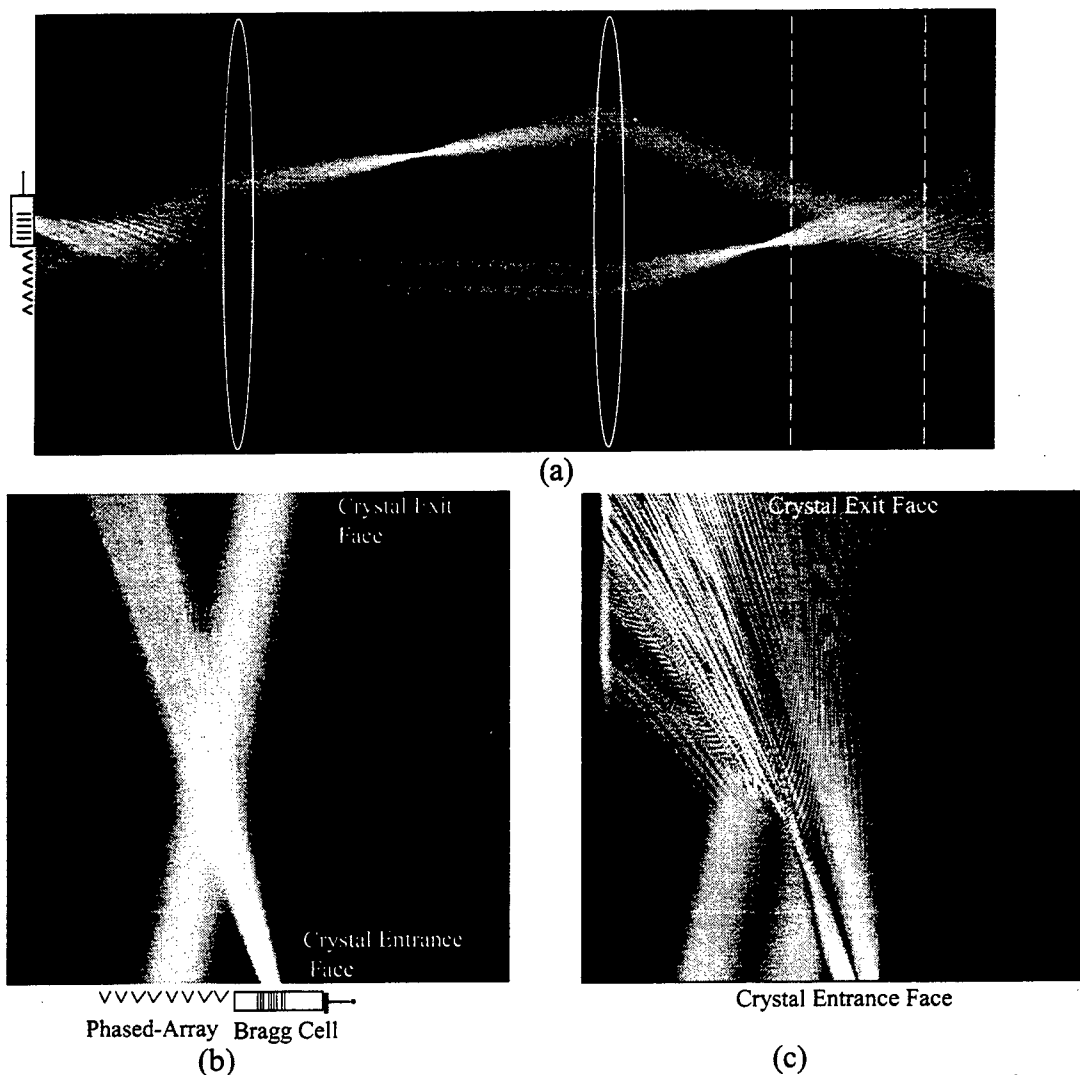 (a)
Crystal Exit
Face
Crystal Exit Face
Crystal Entrance
Face
Crystal Entrance Face
Phased-Array Bragg Cell
(b)
(c)